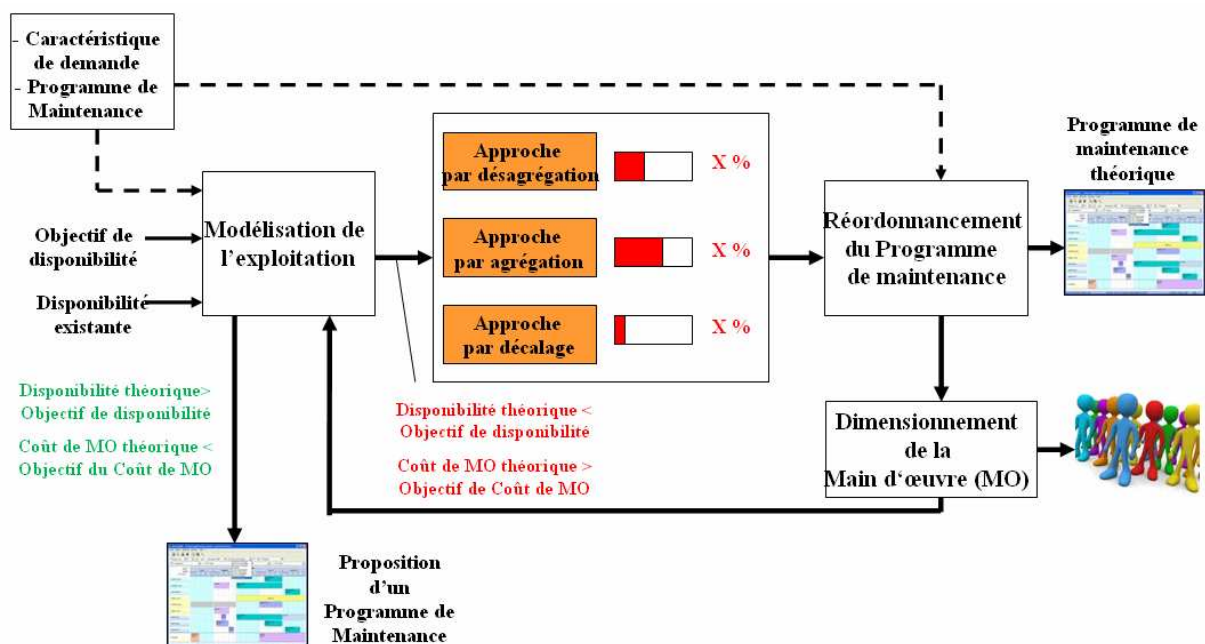 - Caractéristique
de demande
- Programme de
Maintenance
Objectif de
disponibilité
Disponibilité
existante
Modélisation de
l'exploitation
Approche
par désagrégation
X %
Approche
par agrégation
X %
Approche
par décalage
X %
Réordonnancement
du Programme
de maintenance
Programme de
maintenance
théorique
Disponibilité théorique>
Objectif de disponibilité
Coût de MO théorique <
Objectif du Coût de MO
Disponibilité théorique <
Objectif de disponibilité
Coût de MO théorique >
Objectif de Coût de MO
Dimensionnement
de la
Main d'œuvre (MO)
Proposition
d'un
Programme de
Maintenance